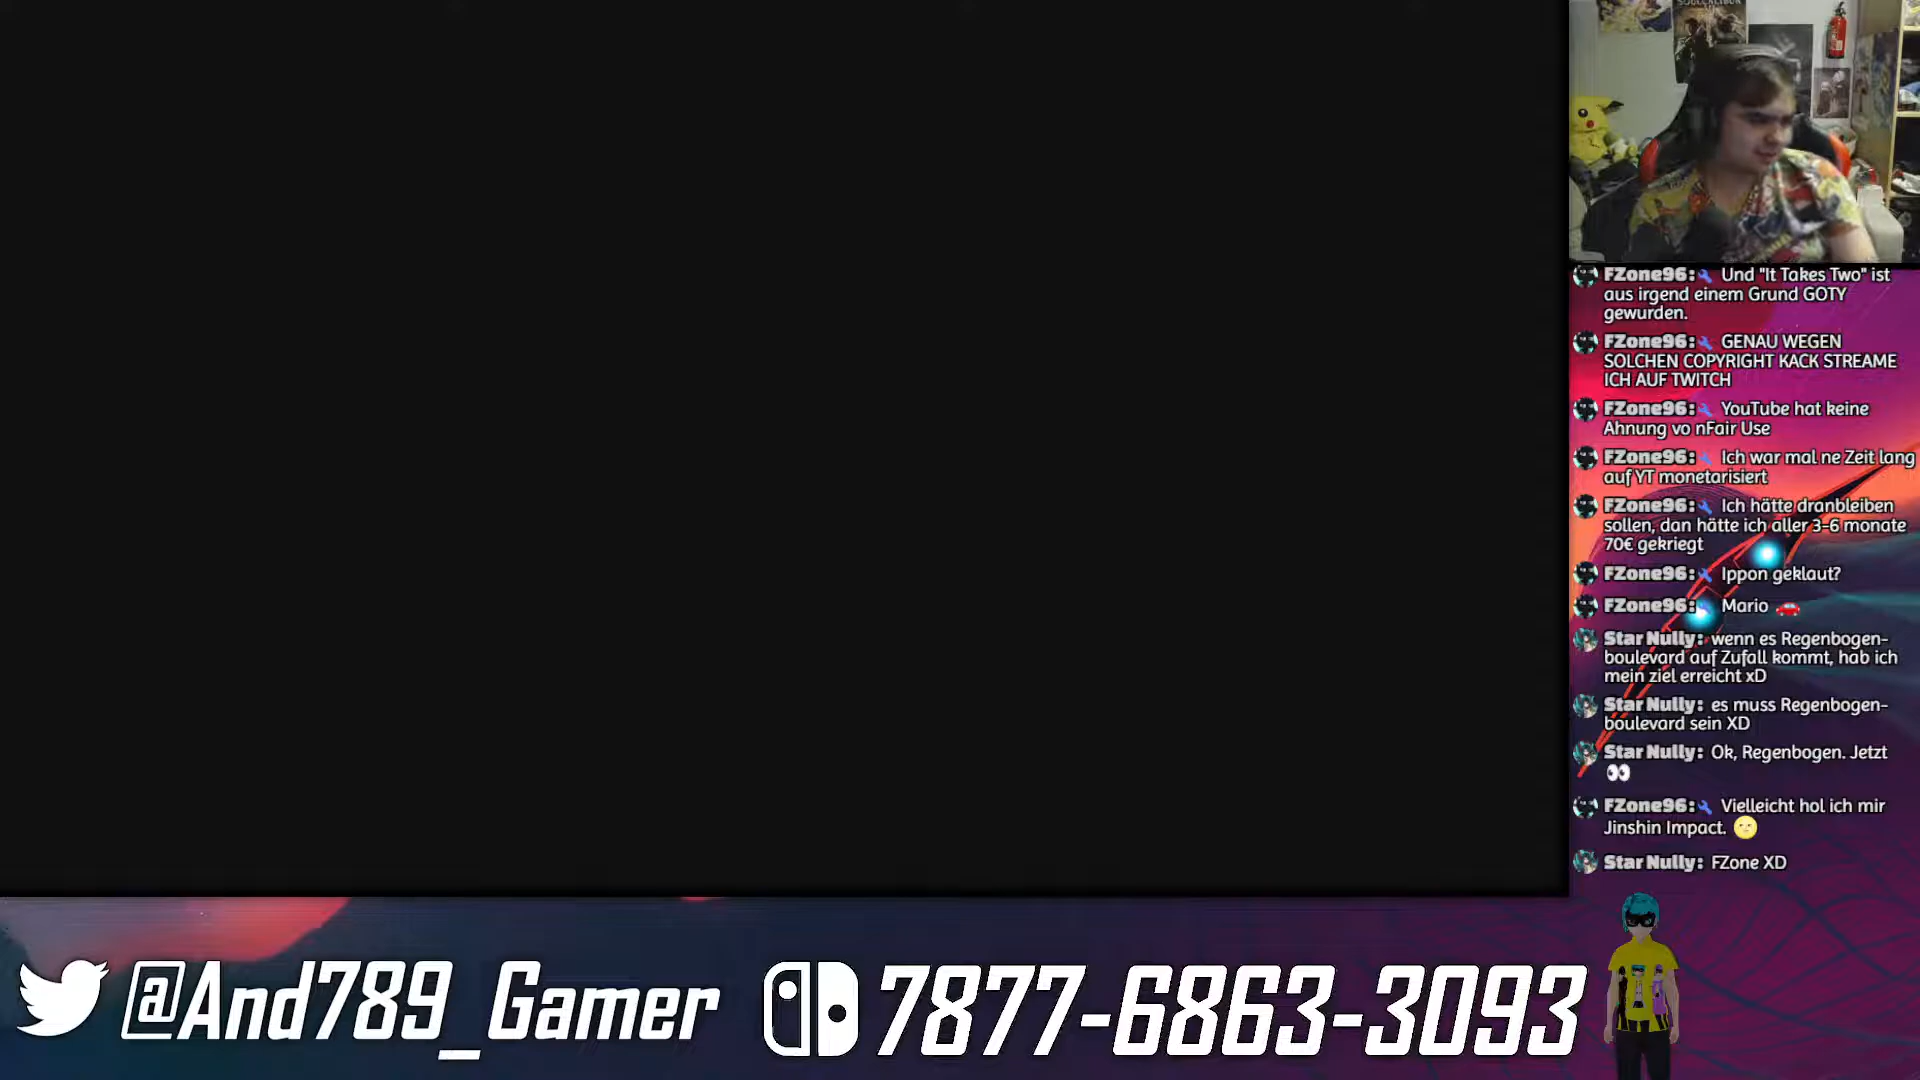 SOULCALIBUR
FZone96: Und "It Takes Two" ist
aus irgend einem Grund GOTY
gewurden.
FZone96: GENAU WEGEN
SOLCHEN COPYRIGHT KACK STREAME
ICH AUF TWITCH
FZone96: YouTube hat keine
Ahnung vo nFair Use
FZone96: Ich war mal ne Zeit lang
auf YT monetarisiert
FZone96: Ich hätte dranbleiben
sollen, dan hätte ich aller 3-6 monate
70€ gekriegt
FZone96: Ippon geklaut?
FZone96: Mario 🚗
Star Nully: wenn es Regenbogen-
boulevard auf Zufall kommt, hab ich
mein ziel erreicht xD
Star Nully: es muss Regenbogen-
boulevard sein XD
Star Nully: Ok, Regenbogen. Jetzt
👀
FZone96: Vielleicht hol ich mir
Jinshin Impact. 🌝
Star Nully: FZone XD
@And789_Gamer 7877-6863-3093